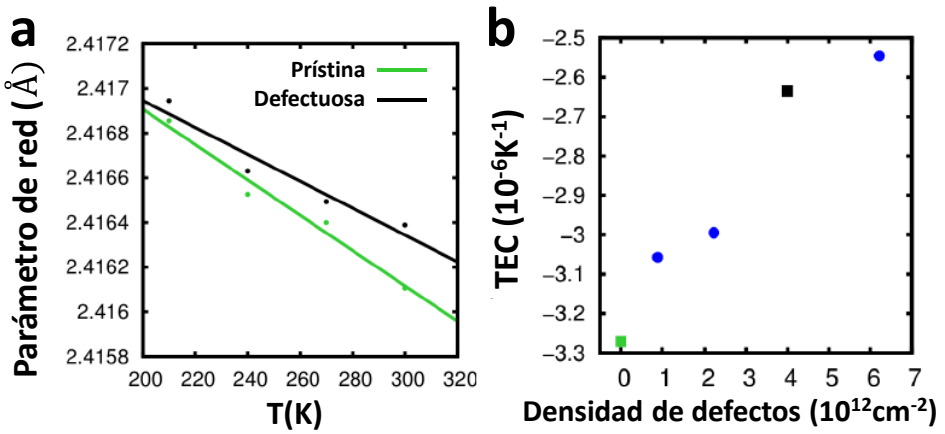 a
2.4172
2.417
2.4168
2.4166
2.4164
2.4162
2.416
2.4158
Parámetro de red (Å)
Prístina
Defectuosa
200 220 240 260 280 300 320
T(K)
b
−2.5
−2.6
−2.7
−2.8
−2.9
−3
−3.1
−3.2
−3.3
TEC (10⁻⁶K⁻¹)
0 1 2 3 4 5 6 7
Densidad de defectos (10¹²cm⁻²)